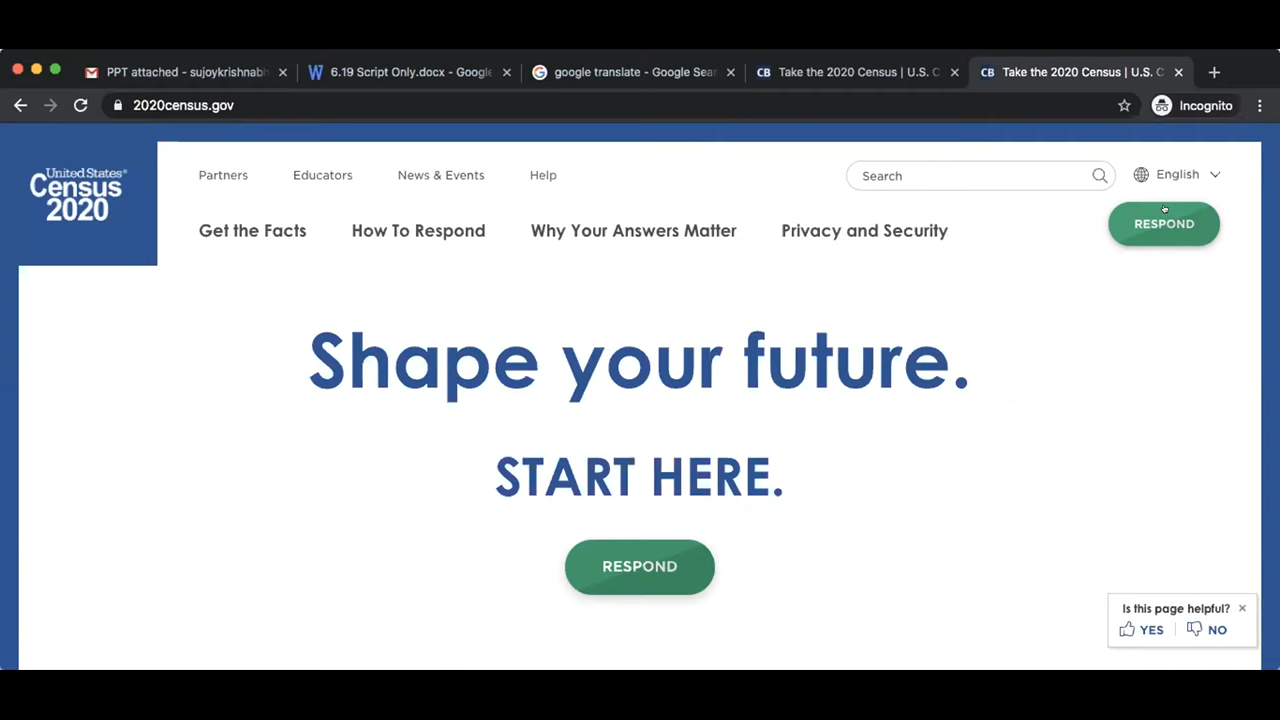 PPT attached - sujoykrishnabh
6.19 Script Only.docx - Google
google translate - Google Sear
CB Take the 2020 Census | U.S. C
CB Take the 2020 Census | U.S. C
2020census.gov
Incognito
United States®
Census
2020
Partners
Educators
News & Events
Help
Search
English
Get the Facts
How To Respond
Why Your Answers Matter
Privacy and Security
RESPOND
Shape your future.
START HERE.
RESPOND
Is this page helpful?
YES
NO